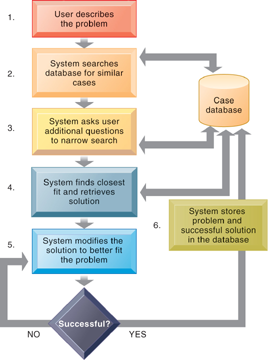 1.
User describes
the problem
2.
System searches
database for similar
cases
Case
database
3.
System asks user
additional questions
to narrow search
4.
System finds closest
fit and retrieves
solution
5.
System modifies the
solution to better fit
the problem
6.
System stores
problem and
successful solution
in the database
NO
Successful?
YES